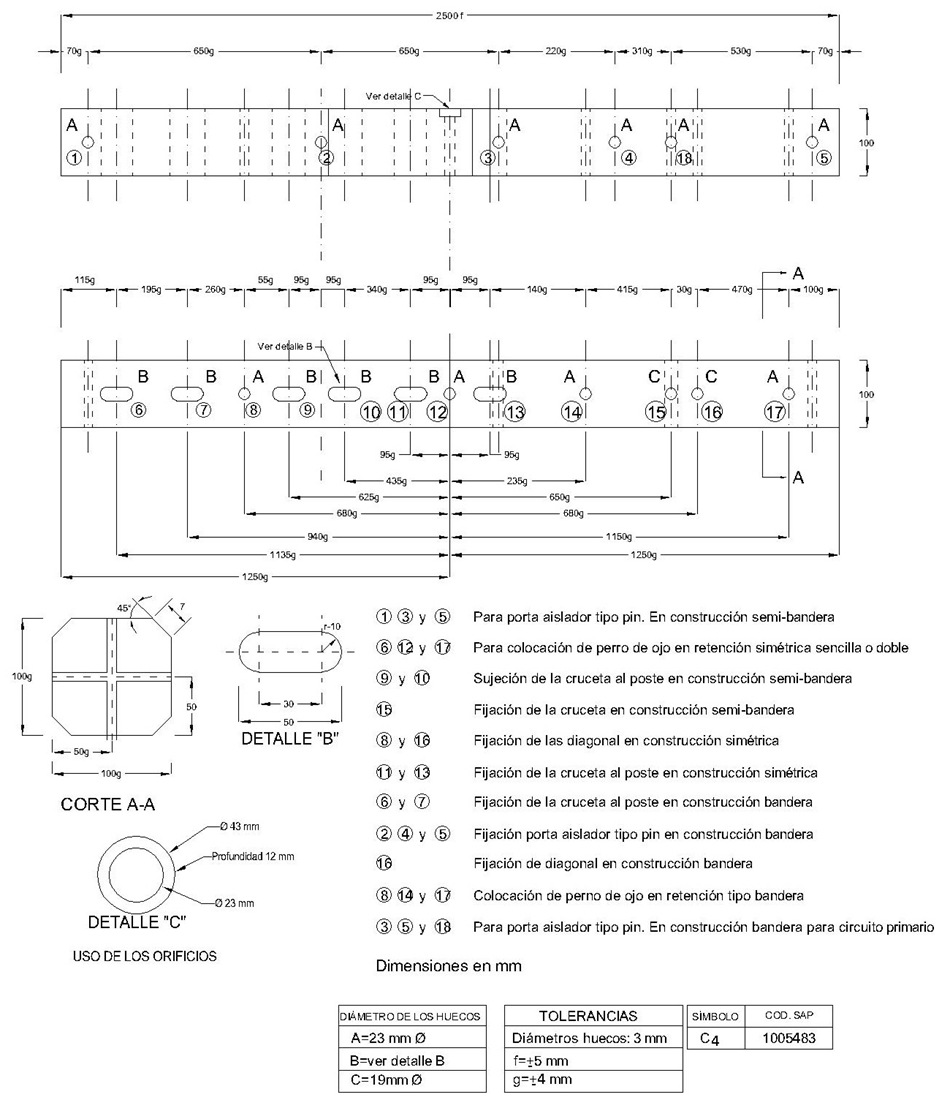 2500 f
70g 650g 650g 220g 310g 530g 70g
Ver detalle C
A A A A A A
1 2 3 4 18 5
100
115g 195g 260g 55g 95g 95g 340g 95g 95g 140g 415g 30g 470g 100g
A
Ver detalle B
B B A B B B A B A C C A
6 7 8 9 10 11 12 13 14 15 16 17
100
95g 95g
A
435g 235g
625g 650g
680g 680g
940g 1150g
1135g 1250g
1250g
45° 7
100g
50
50g
100g
CORTE A-A
r-10
30
50
DETALLE "B"
Ø 43 mm
Profundidad 12 mm
Ø 23 mm
DETALLE "C"
USO DE LOS ORIFICIOS
1 3 y 5 Para porta aislador tipo pin. En construcción semi-bandera
6 12 y 17 Para colocación de perro de ojo en retención simétrica sencilla o doble
9 y 10 Sujeción de la cruceta al poste en construcción semi-bandera
15 Fijación de la cruceta en construcción semi-bandera
8 y 16 Fijación de las diagonal en construcción simétrica
11 y 13 Fijación de la cruceta al poste en construcción simétrica
6 y 7 Fijación de la cruceta al poste en construcción bandera
2 4 y 5 Fijación porta aislador tipo pin en construcción bandera
16 Fijación de diagonal en construcción bandera
8 14 y 17 Colocación de perno de ojo en retención tipo bandera
3 5 y 18 Para porta aislador tipo pin. En construcción bandera para circuito primario
Dimensiones en mm
DIÁMETRO DE LOS HUECOS
A=23 mm Ø
B=ver detalle B
C=19mm Ø
TOLERANCIAS
Diámetros huecos: 3 mm
f=±5 mm
g=±4 mm
SÍMBOLO COD. SAP
C4 1005483